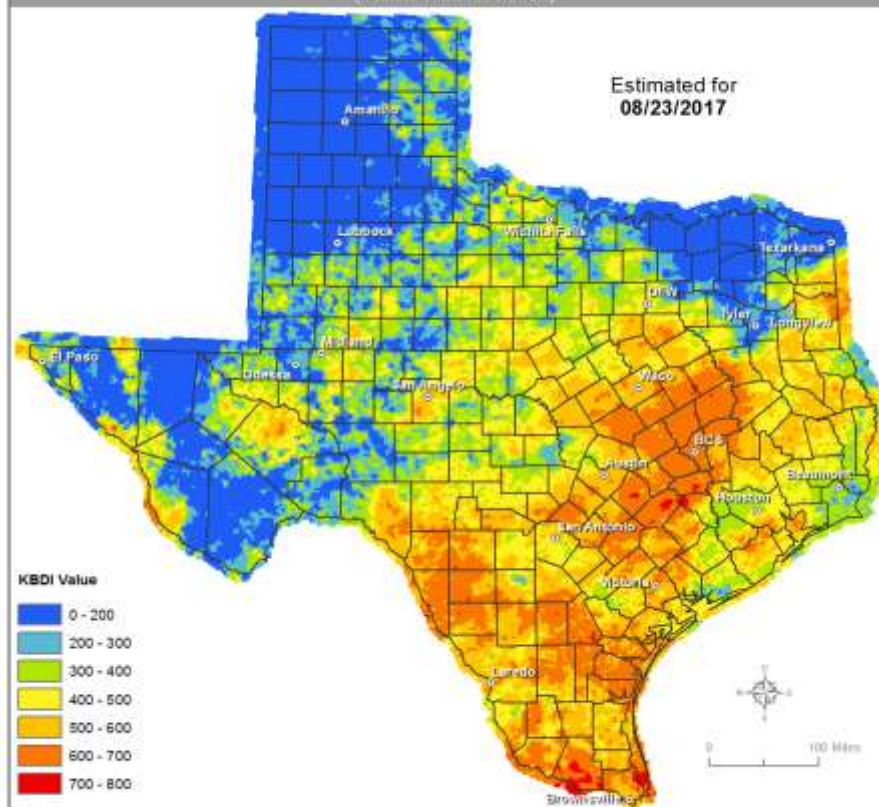 Estimated for
08/23/2017
Amarillo
Lubbock
Wichita Falls
Texarkana
DFW
Tyler
Longview
El Paso
Midland
Odessa
San Angelo
Waco
BCS
Austin
Beaumont
Houston
San Antonio
Victoria
Laredo
Brownsville
KBDI Value
0 - 200
200 - 300
300 - 400
400 - 500
500 - 600
600 - 700
700 - 800
0 100 Miles